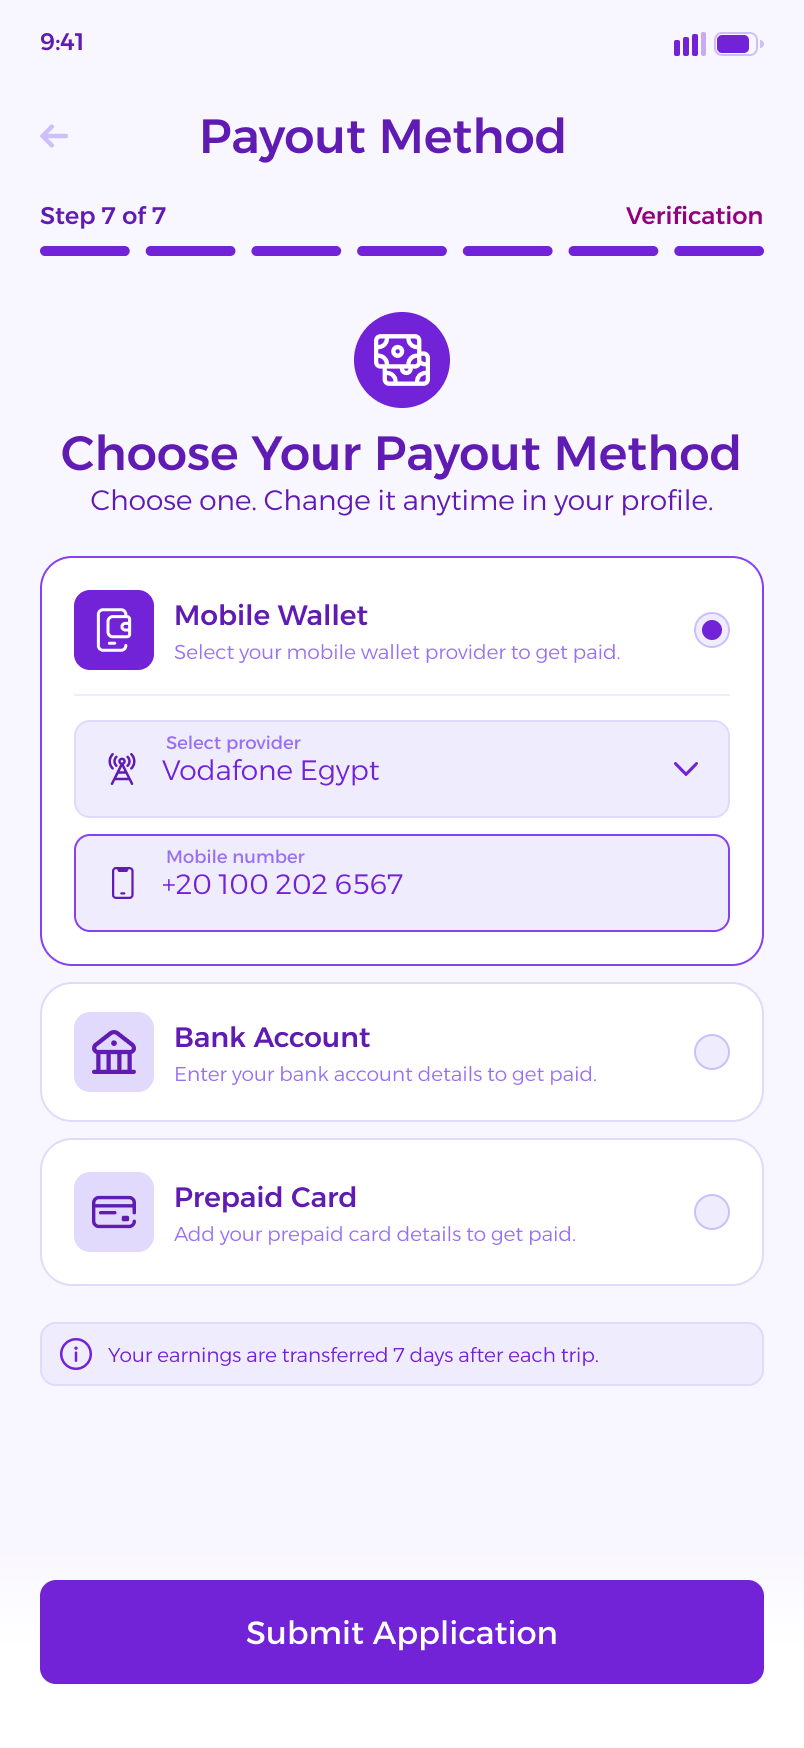 9:41
Payout Method
Step 7 of 7
Verification
Choose Your Payout Method
Choose one. Change it anytime in your profile.
Mobile Wallet
Select your mobile wallet provider to get paid.
Select provider
Vodafone Egypt
Mobile number
+20 100 202 6567
Bank Account
Enter your bank account details to get paid.
Prepaid Card
Add your prepaid card details to get paid.
Your earnings are transferred 7 days after each trip.
Submit Application